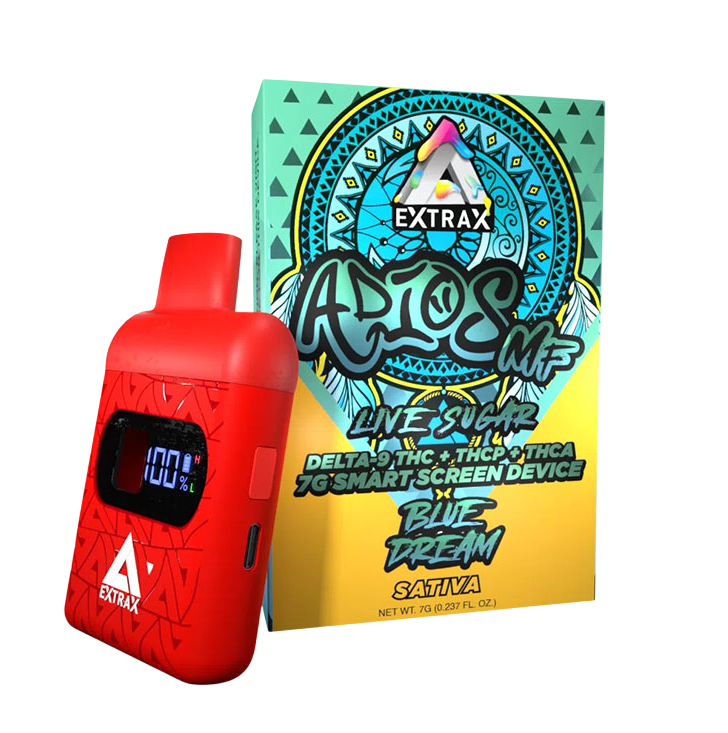 EXTRAX
ADIOS
MF
LIVE SUGAR
DELTA-9 THC + THCP + THCA
7G SMART SCREEN DEVICE
BLUE
DREAM
SATIVA
NET WT. 7G (0.237 FL. OZ.)
100
H
%
L
EXTRAX